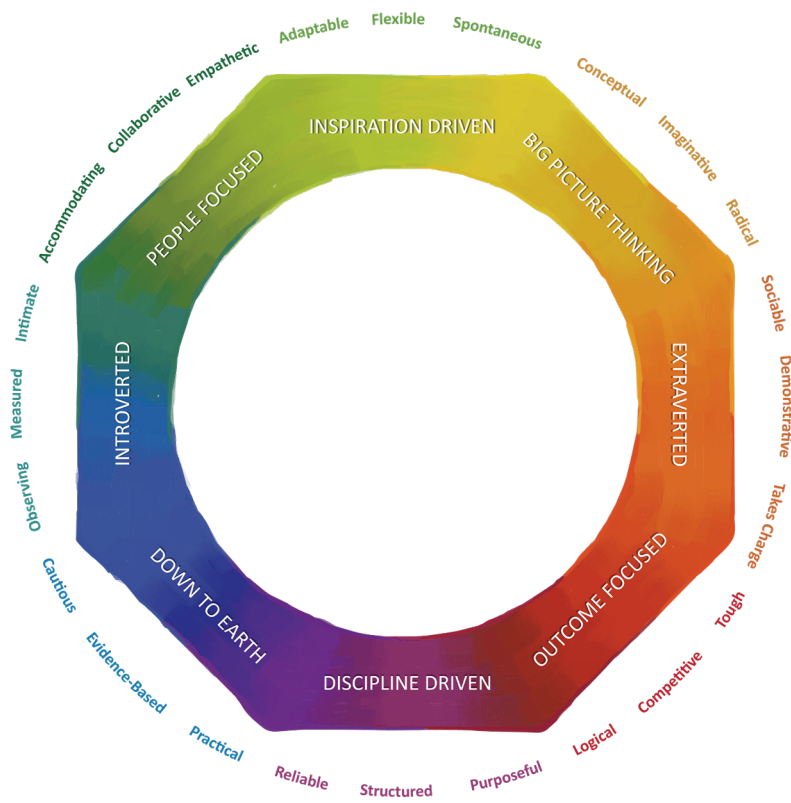 Adaptable
Flexible
Spontaneous
Conceptual
Imaginative
Radical
Sociable
Demonstrative
Takes Charge
Tough
Competitive
Logical
Purposeful
Structured
Reliable
Practical
Evidence-Based
Cautious
Observing
Measured
Intimate
Accommodating
Collaborative
Empathetic
INSPIRATION DRIVEN
BIG PICTURE THINKING
EXTRAVERTED
OUTCOME FOCUSED
DISCIPLINE DRIVEN
DOWN TO EARTH
INTROVERTED
PEOPLE FOCUSED